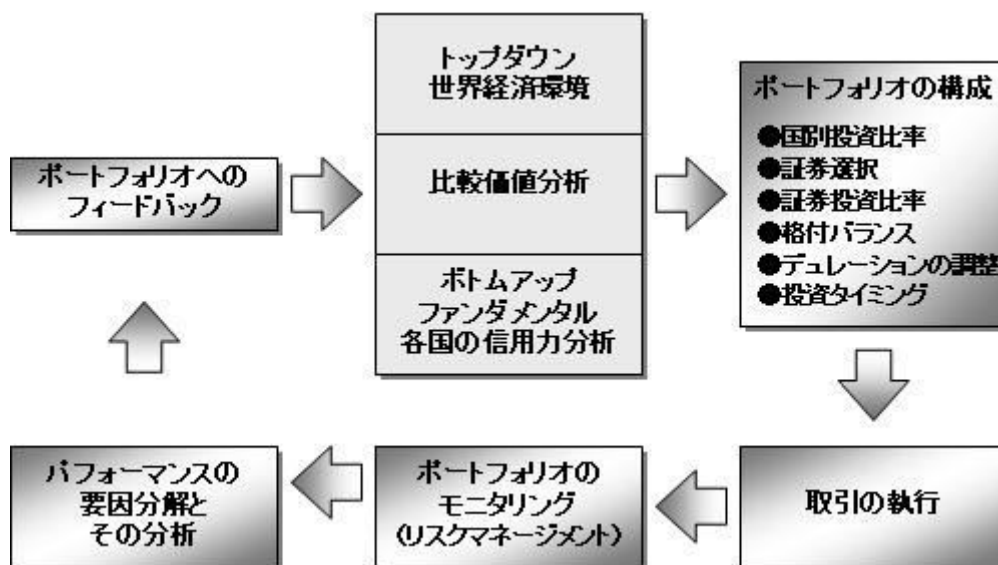 ポートフォリオへの
フィードバック
トップダウン
世界経済環境
比較価値分析
ボトムアップ
ファンダメンタル
各国の信用力分析
ポートフォリオの構成
●国別投資比率
●証券選択
●証券投資比率
●格付バランス
●デュレーションの調整
●投資タイミング
取引の執行
ポートフォリオの
モニタリング
(リスクマネージメント)
パフォーマンスの
要因分解と
その分析